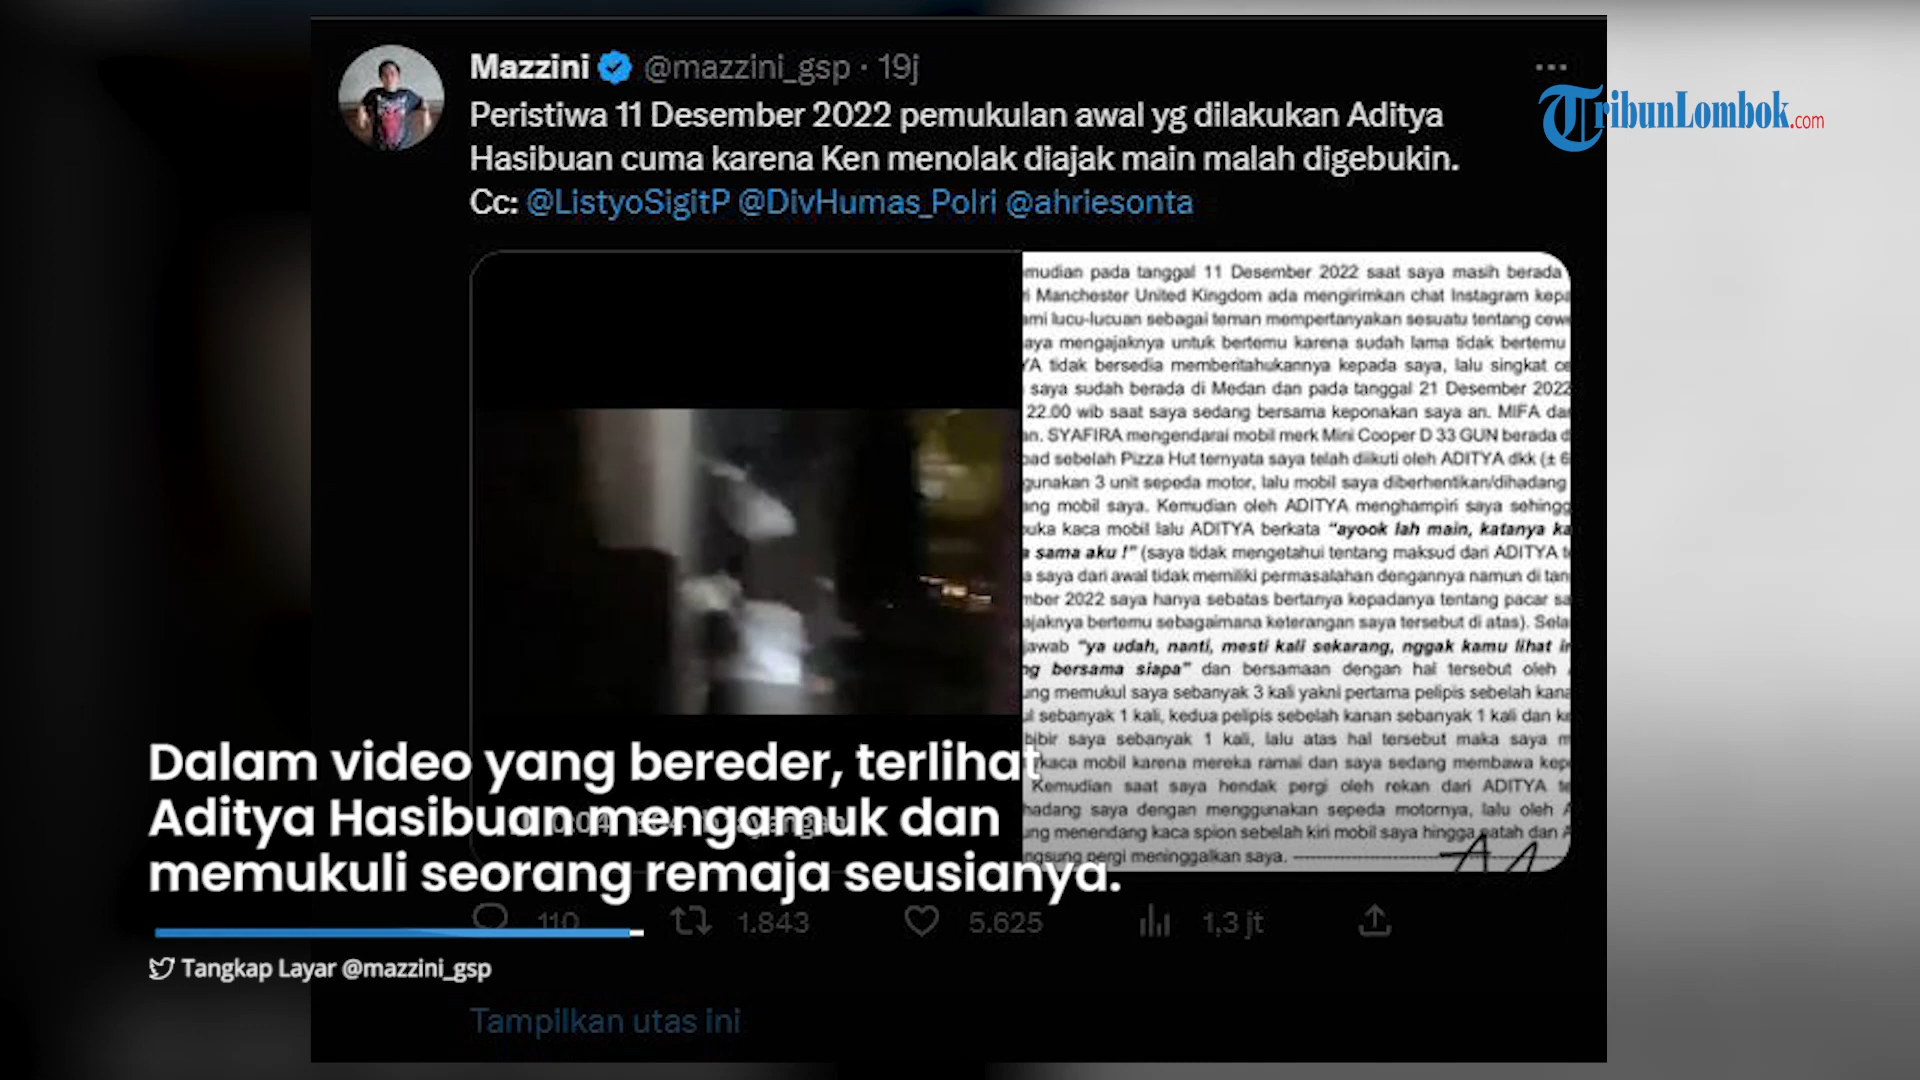 Mazzini @mazzini_gsp · 19j
Peristiwa 11 Desember 2022 pemukulan awal yg dilakukan Aditya
Hasibuan cuma karena Ken menolak diajak main malah digebukin.
Cc: @ListyoSigitP @DivHumas_Polri @ahriesonta
TribunLombok.com
mudian pada tanggal 11 Desember 2022 saat saya masih berada
Manchester United Kingdom ada mengirimkan chat Instagram kepa
ami lucu-lucuan sebagai teman mempertanyakan sesuatu tentang cewe
aya mengajaknya untuk bertemu karena sudah lama tidak bertemu
YA tidak bersedia memberitahukannya kepada saya, lalu singkat ce
saya sudah berada di Medan dan pada tanggal 21 Desember 2022
22.00 wib saat saya sedang bersama keponakan saya an. MIFA dan
an. SYAFIRA mengendarai mobil merk Mini Cooper D 33 GUN berada d
oad sebelah Pizza Hut ternyata saya telah diikuti oleh ADITYA dkk (± 6
gunakan 3 unit sepeda motor, lalu mobil saya diberhentikan/dihadang
ang mobil saya. Kemudian oleh ADITYA menghampiri saya sehingg
uka kaca mobil lalu ADITYA berkata “ayook lah main, katanya ka
a sama aku !” (saya tidak mengetahui tentang maksud dari ADITYA te
a saya dari awal tidak memiliki permasalahan dengannya namun di tan
mber 2022 saya hanya sebatas bertanya kepadanya tentang pacar sa
ajaknya bertemu sebagaimana keterangan saya tersebut di atas). Sela
jawab “ya udah, nanti, mesti kali sekarang, nggak kamu lihat in
ng bersama siapa” dan bersamaan dengan hal tersebut oleh
ung memukul saya sebanyak 3 kali yakni pertama pelipis sebelah kana
ul sebanyak 1 kali, kedua pelipis sebelah kanan sebanyak 1 kali dan ke
bibir saya sebanyak 1 kali, lalu atas hal tersebut maka saya m
kaca mobil karena mereka ramai dan saya sedang membawa kep
Kemudian saat saya hendak pergi oleh rekan dari ADITYA te
hadang saya dengan menggunakan sepeda motornya, lalu oleh A
ung menendang kaca spion sebelah kiri mobil saya hingga patah dan A
ngsung pergi meninggalkan saya.
Dalam video yang bereder, terlihat
Aditya Hasibuan mengamuk dan
memukuli seorang remaja seusianya.
110 1.843 5.625 1,3 jt
Tangkap Layar @mazzini_gsp
Tampilkan utas ini